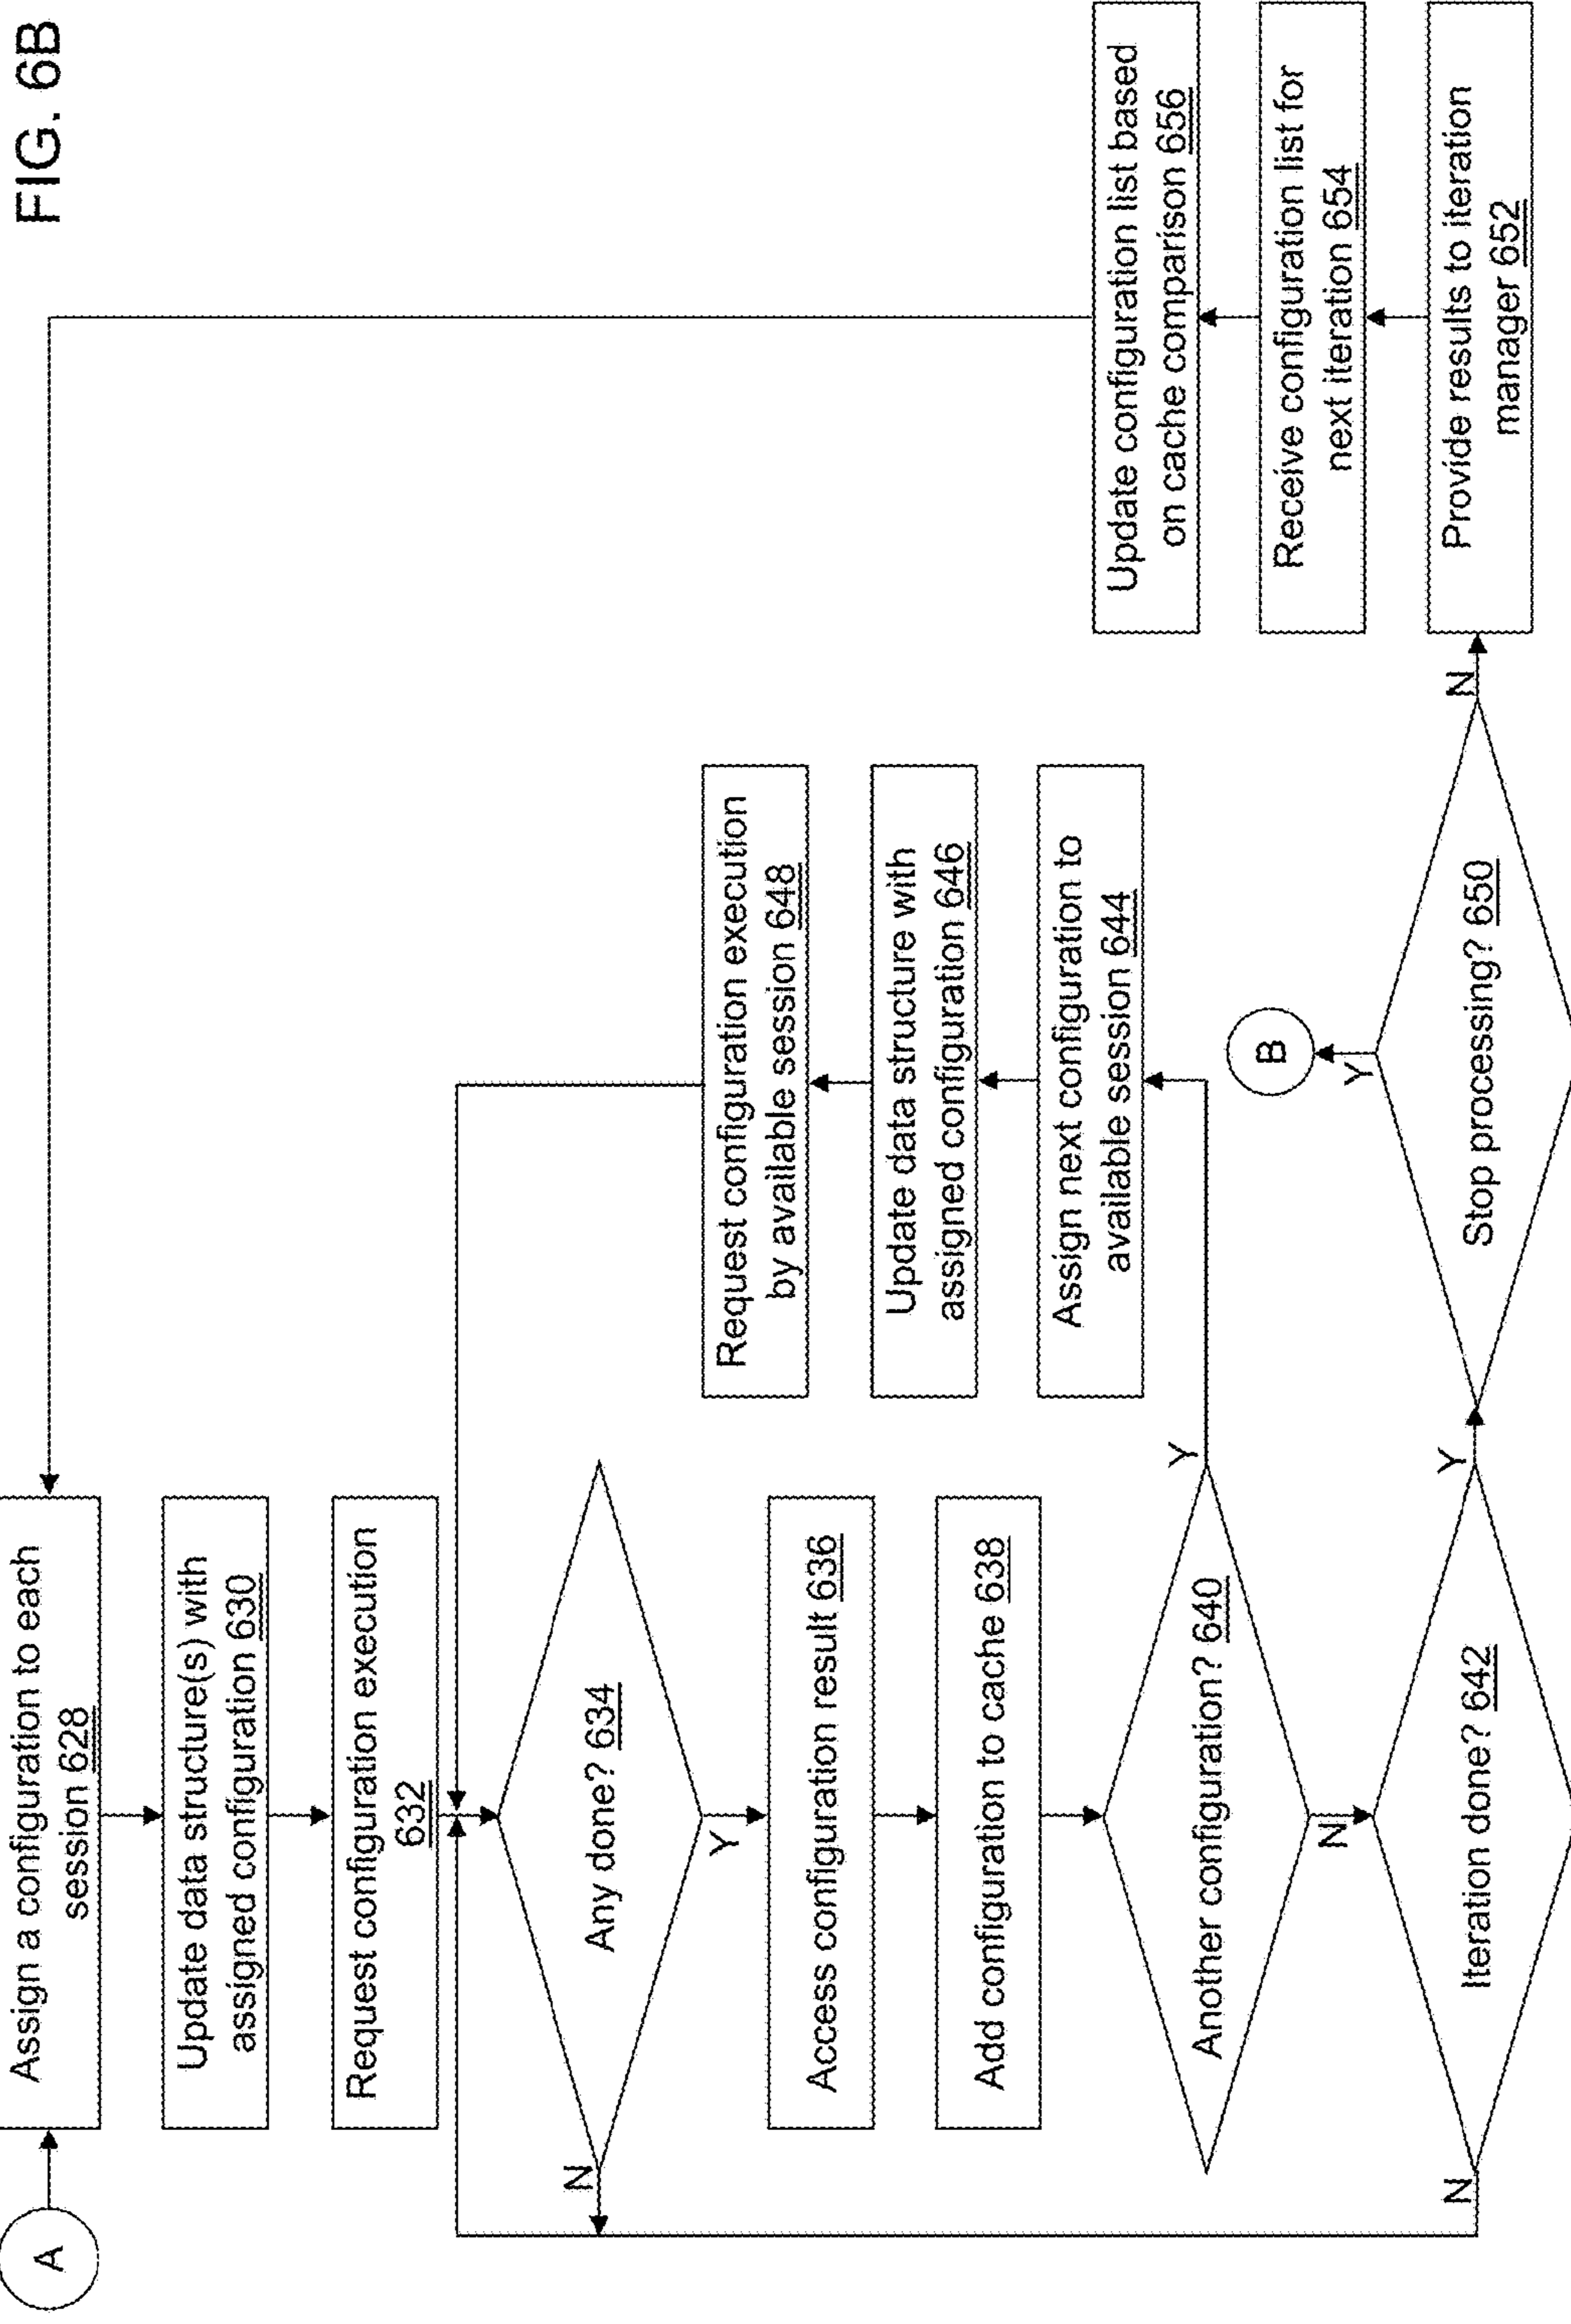 FIG. 6B
A
Assign a configuration to each
session 628
Update data structure(s) with
assigned configuration 630
Request configuration execution
632
Any done? 634
N
Y
Access configuration result 636
Add configuration to cache 638
Another configuration? 640
Y
N
Iteration done? 642
N
Y
Request configuration execution
by available session 648
Update data structure with
assigned configuration 646
Assign next configuration to
available session 644
B
Y
Stop processing? 650
N
Update configuration list based
on cache comparison 656
Receive configuration list for
next iteration 654
Provide results to iteration
manager 652